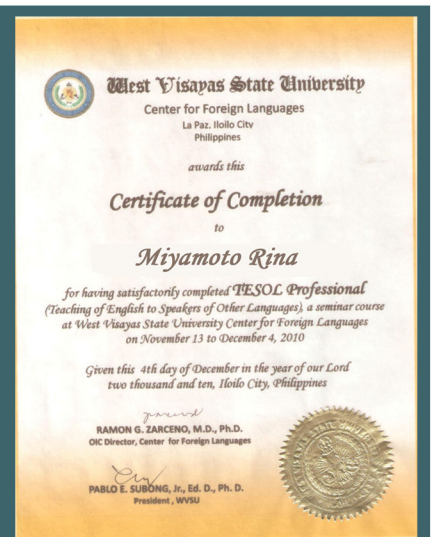 West Visayas State University
Center for Foreign Languages
La Paz, Iloilo City
Philippines
awards this
Certificate of Completion
to
Miyamoto Rina
for having satisfactorily completed TESOL Professional
(Teaching of English to Speakers of Other Languages), a seminar course
at West Visayas State University Center for Foreign Languages
on November 13 to December 4, 2010
Given this 4th day of December in the year of our Lord
two thousand and ten, Iloilo City, Philippines
RAMON G. ZARCENO, M.D., Ph.D.
OIC Director, Center for Foreign Languages
PABLO E. SUBONG, Jr., Ed. D., Ph. D.
President , WVSU